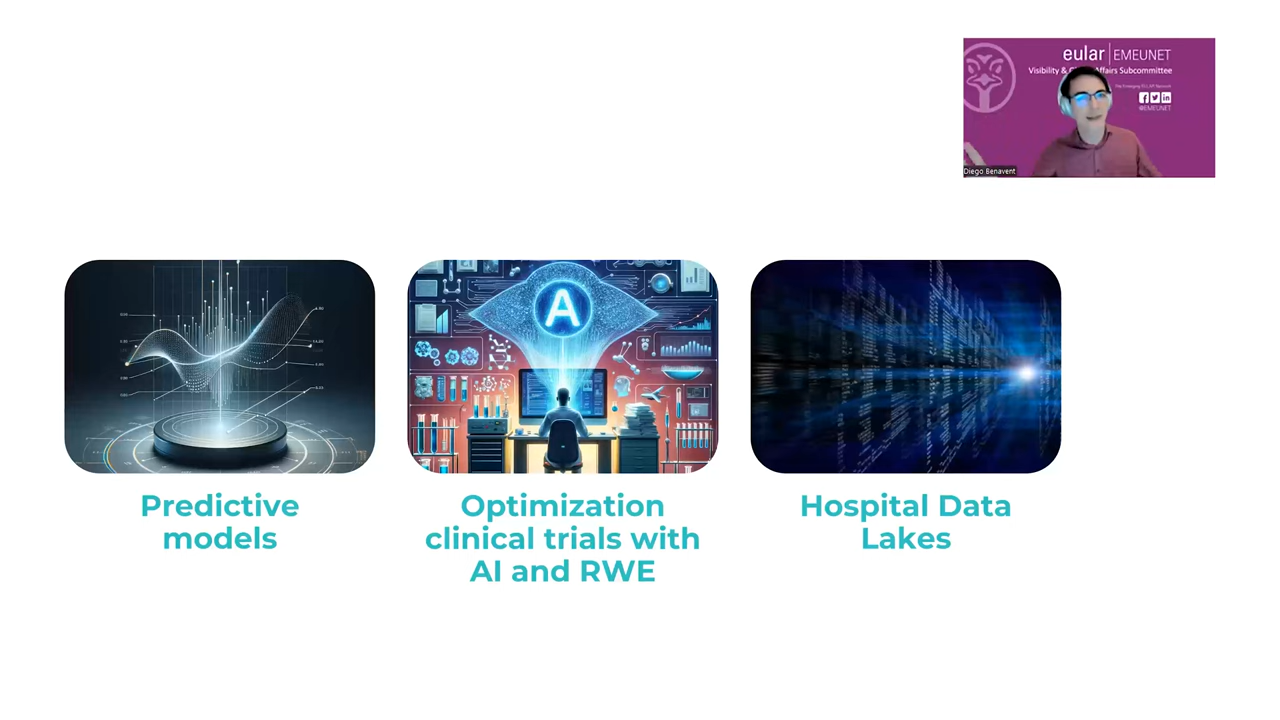 eular | EMEUNET
Visibility & Affairs Subcommittee
@EMEUNET
Diego Benavent
A
Predictive
models
Optimization
clinical trials with
AI and RWE
Hospital Data
Lakes